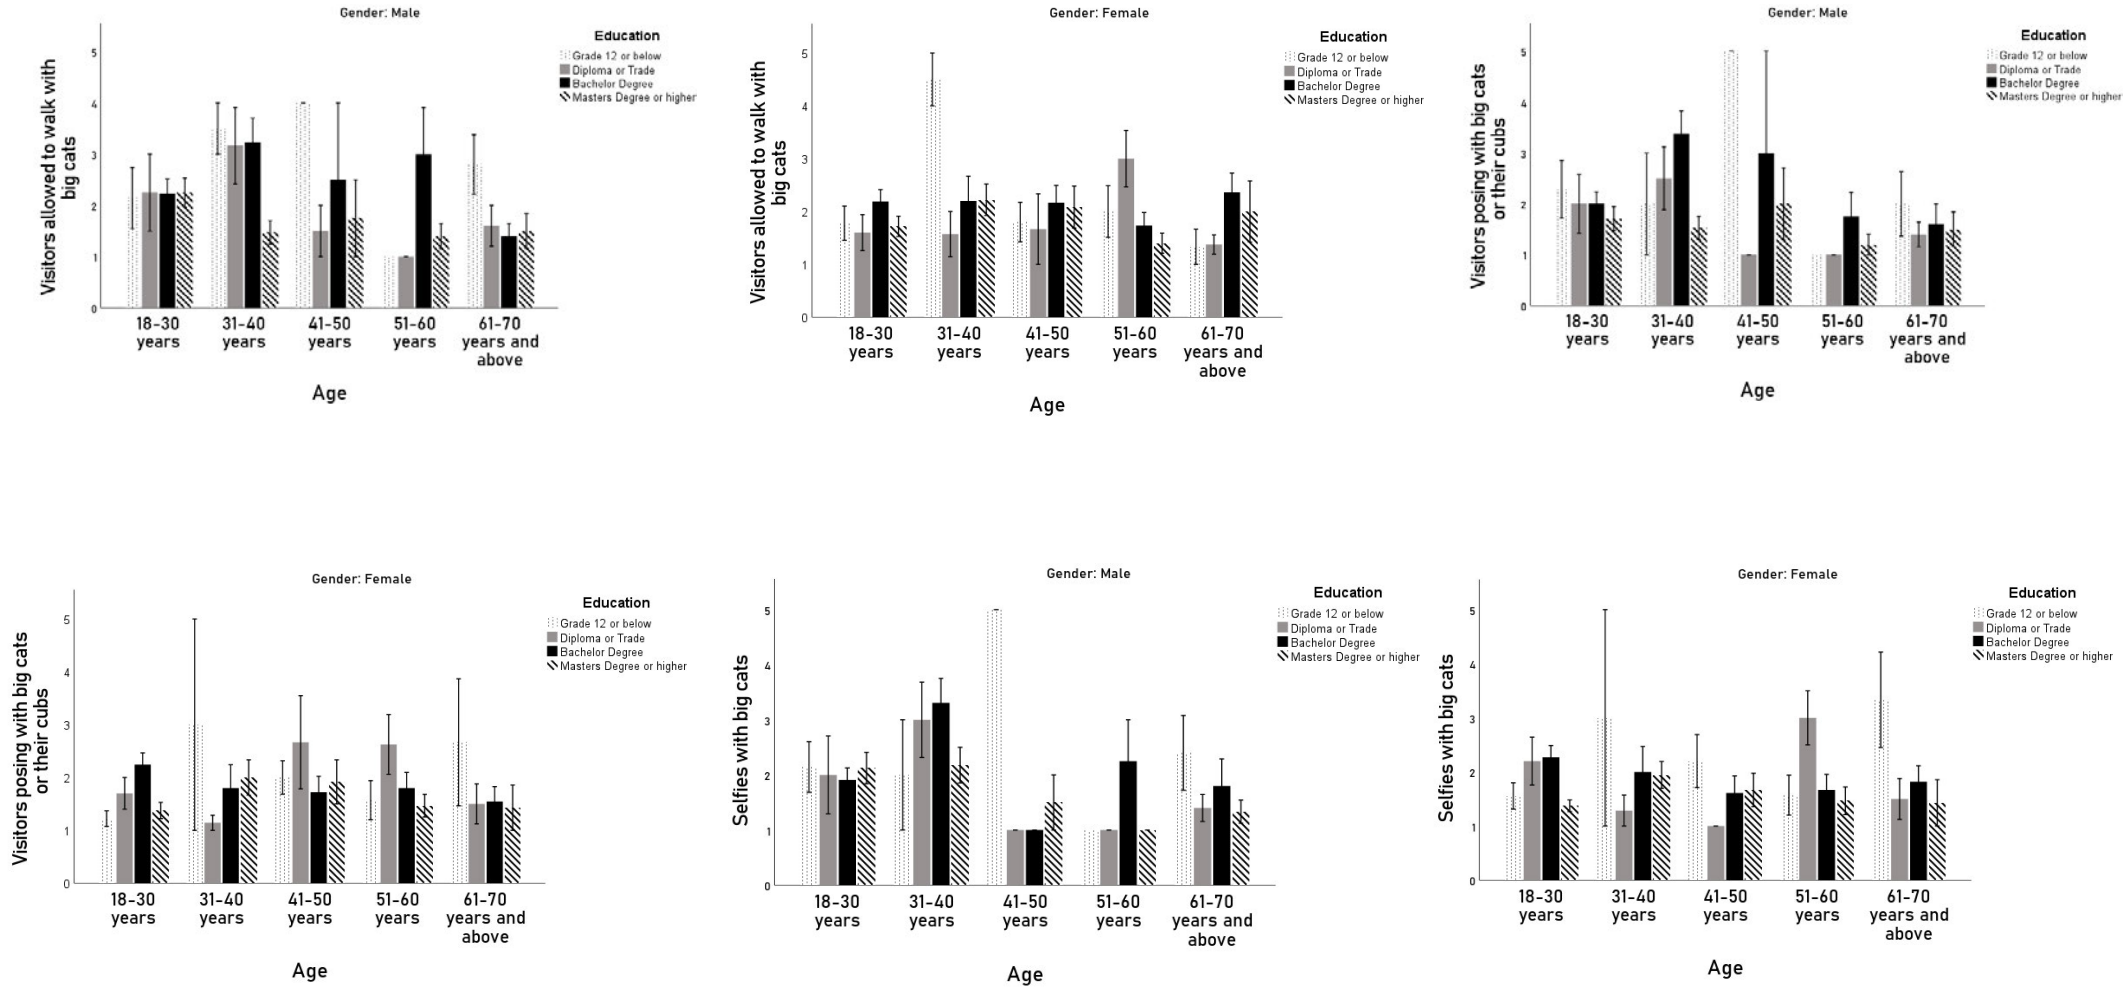 Gender: Male
Visitors allowed to walk with
big cats
5
4
3
2
1
0
Education
Grade 12 or below
Diploma or Trade
Bachelor Degree
Masters Degree or higher
18-30 years
31-40 years
41-50 years
51-60 years
61-70 years and above
Age
Gender: Female
Visitors allowed to walk with
big cats
5
4
3
2
1
0
Education
Grade 12 or below
Diploma or Trade
Bachelor Degree
Masters Degree or higher
18-30 years
31-40 years
41-50 years
51-60 years
61-70 years and above
Age
Gender: Male
Visitors posing with big cats
or their cubs
5
4
3
2
1
0
Education
Grade 12 or below
Diploma or Trade
Bachelor Degree
Masters Degree or higher
18-30 years
31-40 years
41-50 years
51-60 years
61-70 years and above
Age
Gender: Female
Visitors posing with big cats
or their cubs
5
4
3
2
1
0
Education
Grade 12 or below
Diploma or Trade
Bachelor Degree
Masters Degree or higher
18-30 years
31-40 years
41-50 years
51-60 years
61-70 years and above
Age
Gender: Male
Selfies with big cats
5
4
3
2
1
0
Education
Grade 12 or below
Diploma or Trade
Bachelor Degree
Masters Degree or higher
18-30 years
31-40 years
41-50 years
51-60 years
61-70 years and above
Age
Gender: Female
Selfies with big cats
5
4
3
2
1
0
Education
Grade 12 or below
Diploma or Trade
Bachelor Degree
Masters Degree or higher
18-30 years
31-40 years
41-50 years
51-60 years
61-70 years and above
Age